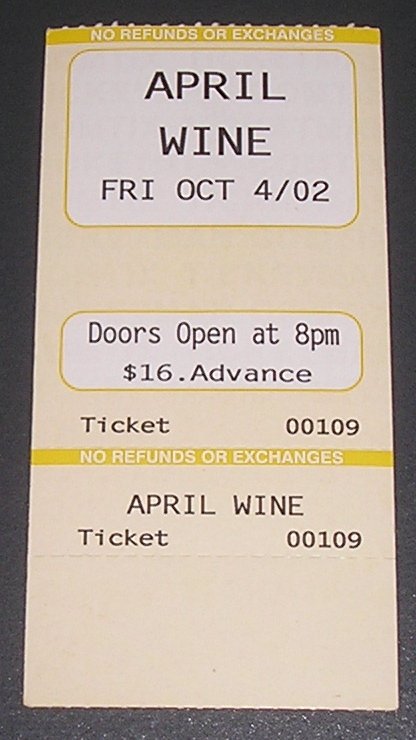 NO REFUNDS OR EXCHANGES
APRIL
WINE
FRI OCT 4/02
Doors Open at 8pm
$16.Advance
Ticket 00109
NO REFUNDS OR EXCHANGES
APRIL WINE
Ticket 00109